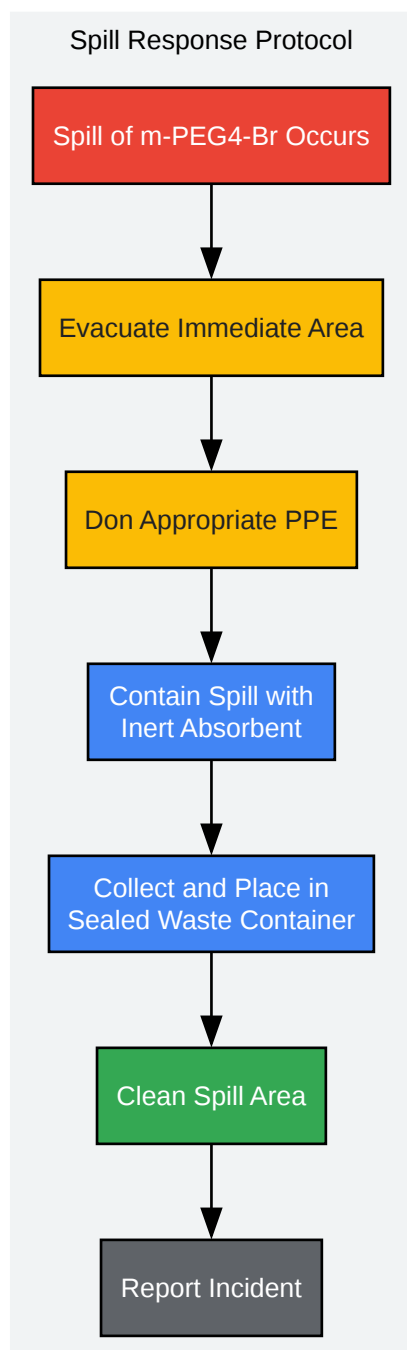 Spill Response Protocol
Spill of m-PEG4-Br Occurs
Evacuate Immediate Area
Don Appropriate PPE
Contain Spill with
Inert Absorbent
Collect and Place in
Sealed Waste Container
Clean Spill Area
Report Incident